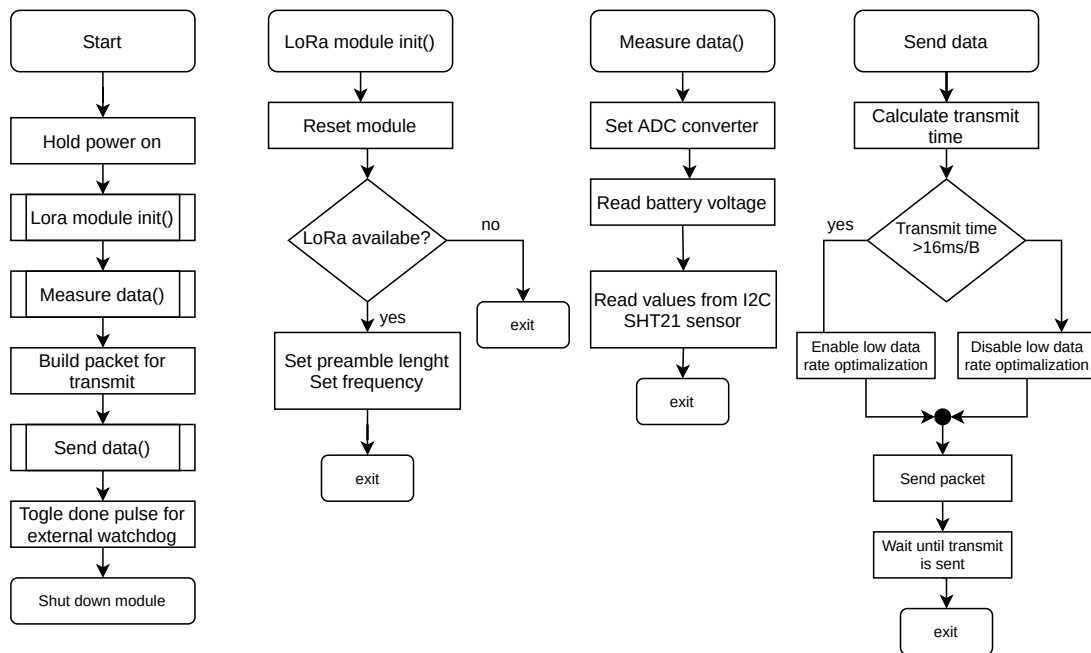 Start
Hold power on
Lora module init()
Measure data()
Build packet for
transmit
Send data()
Togle done pulse for
external watchdog
Shut down module
LoRa module init()
Reset module
LoRa availabe?
no
exit
yes
Set preamble lenght
Set frequency
exit
Measure data()
Set ADC converter
Read battery voltage
Read values from I2C
SHT21 sensor
exit
Send data
Calculate transmit
time
yes
Transmit time
>16ms/B
Enable low data
rate optimalization
Disable low data
rate optimalization
Send packet
Wait until transmit
is sent
exit